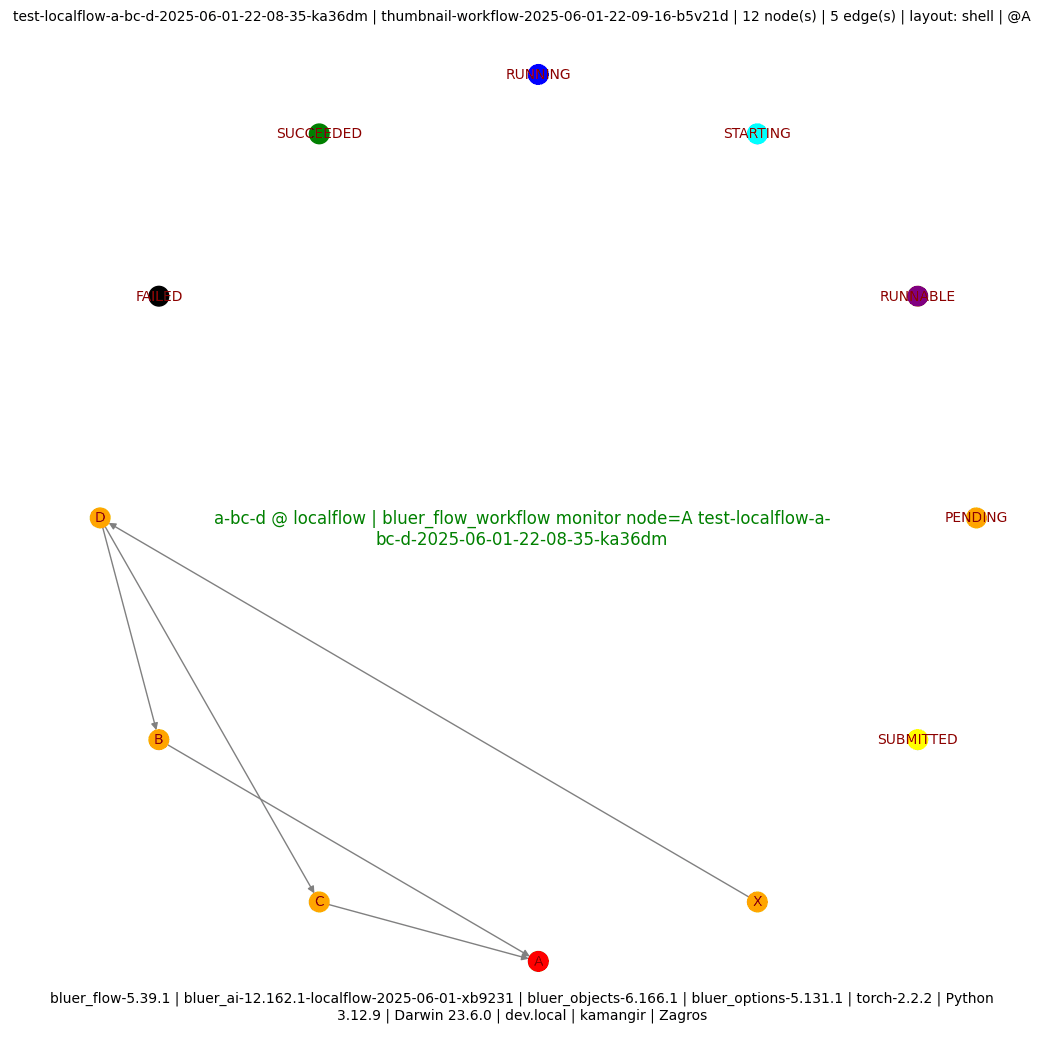 test-localflow-a-bc-d-2025-06-01-22-08-35-ka36dm | thumbnail-workflow-2025-06-01-22-09-16-b5v21d | 12 node(s) | 5 edge(s) | layout: shell | @A
RUNNING
SUCCEEDED
STARTING
FAILED
RUNNABLE
D
a-bc-d @ localflow | bluer_flow_workflow monitor node=A test-localflow-a-
bc-d-2025-06-01-22-08-35-ka36dm
PENDING
B
SUBMITTED
C
X
A
bluer_flow-5.39.1 | bluer_ai-12.162.1-localflow-2025-06-01-xb9231 | bluer_objects-6.166.1 | bluer_options-5.131.1 | torch-2.2.2 | Python
3.12.9 | Darwin 23.6.0 | dev.local | kamangir | Zagros